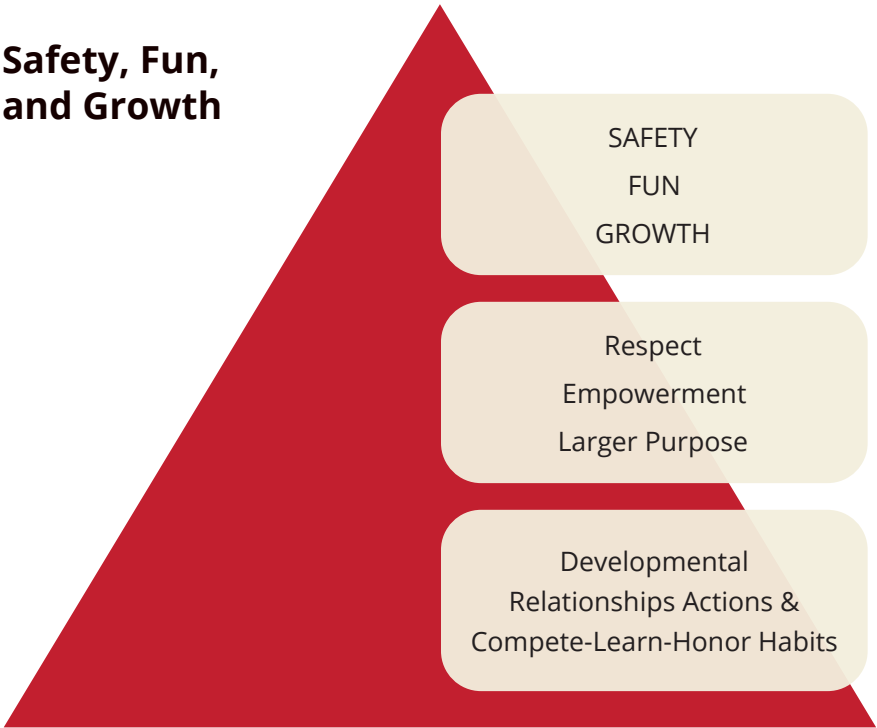 Safety, Fun,
and Growth
SAFETY
FUN
GROWTH
Respect
Empowerment
Larger Purpose
Developmental
Relationships Actions &
Compete-Learn-Honor Habits